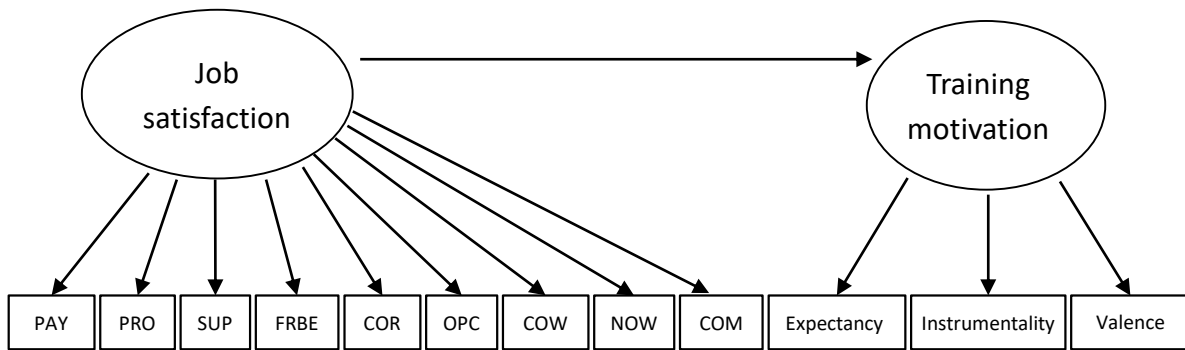 Job
satisfaction
Training
motivation
PAY
PRO
SUP
FRBE
COR
OPC
COW
NOW
COM
Expectancy
Instrumentality
Valence